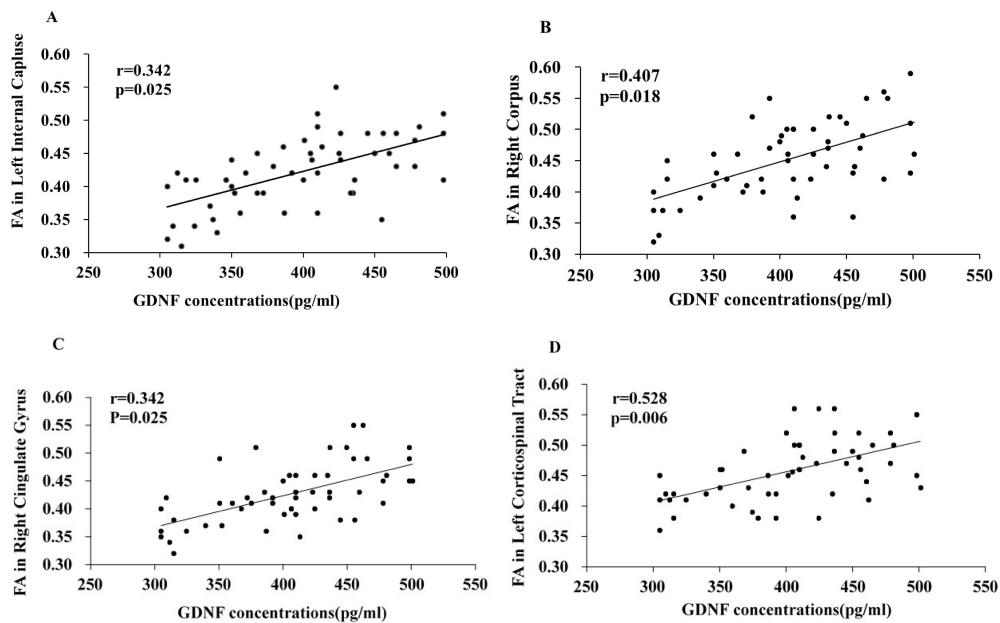 A
r=0.342
p=0.025
FA in Left Internal Capluse
0.60
0.55
0.50
0.45
0.40
0.35
0.30
250
300
350
400
450
500
GDNF concentrations(pg/ml)
B
r=0.407
p=0.018
FA in Right Corpus
0.60
0.55
0.50
0.45
0.40
0.35
0.30
250
300
350
400
450
500
550
GDNF concentrations(pg/ml)
C
r=0.342
P=0.025
FA in Right Cingulate Gyrus
0.60
0.55
0.50
0.45
0.40
0.35
0.30
250
300
350
400
450
500
550
GDNF concentrations(pg/ml)
D
r=0.528
p=0.006
FA in Left Corticospinal Tract
0.60
0.55
0.50
0.45
0.40
0.35
0.30
250
300
350
400
450
500
550
GDNF concentrations(pg/ml)